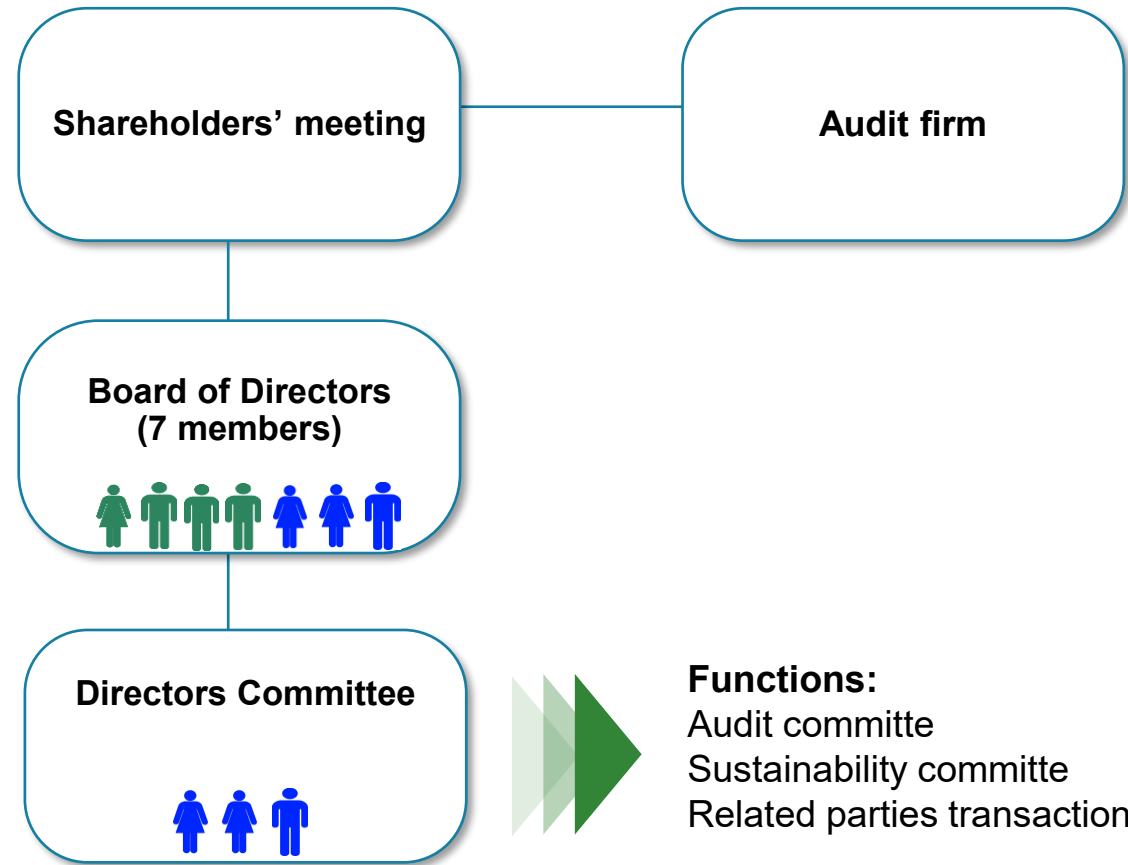 Shareholders’ meeting
Audit firm
Board of Directors
(7 members)
Directors Committee
Functions:
Audit committe
Sustainability committe
Related parties transaction